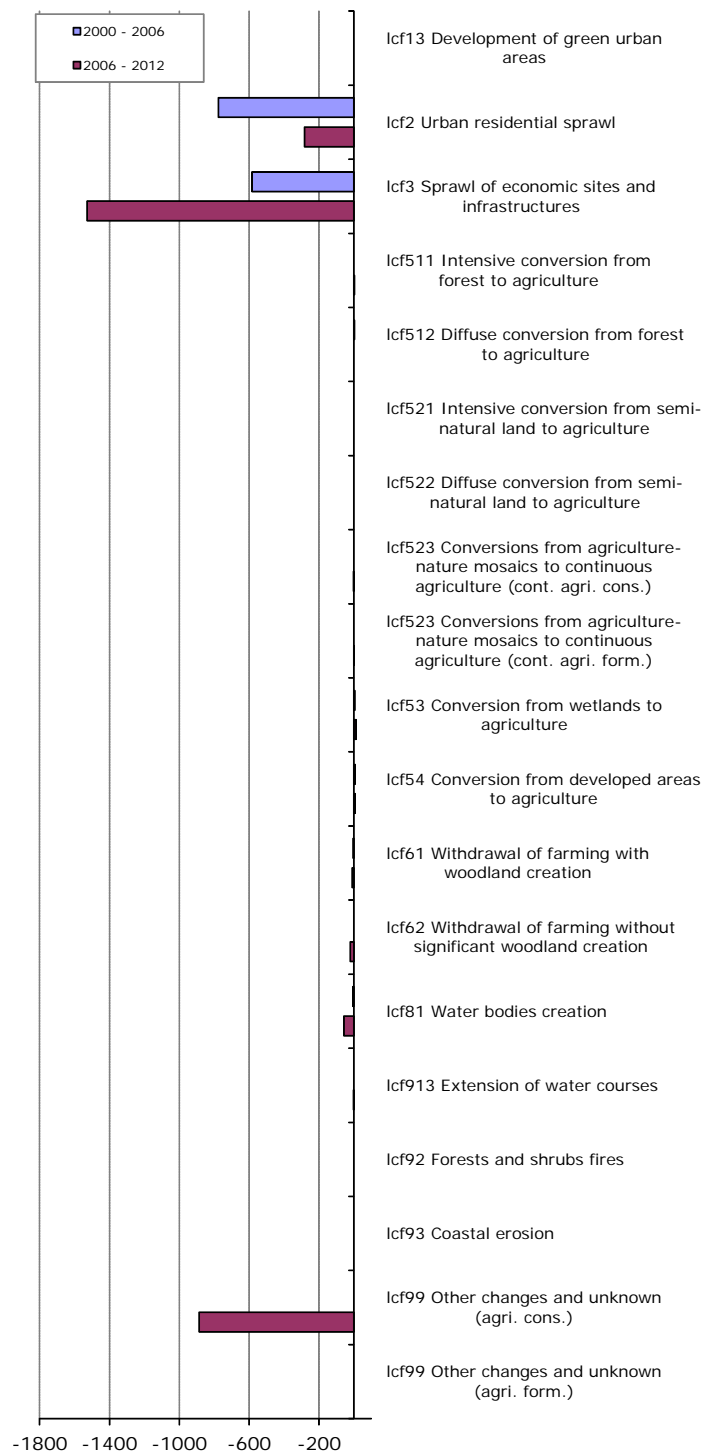 2000 - 2006
2006 - 2012
lcf13 Development of green urban
areas
lcf2 Urban residential sprawl
lcf3 Sprawl of economic sites and
infrastructures
lcf511 Intensive conversion from
forest to agriculture
lcf512 Diffuse conversion from forest
to agriculture
lcf521 Intensive conversion from semi-
natural land to agriculture
lcf522 Diffuse conversion from semi-
natural land to agriculture
lcf523 Conversions from agriculture-
nature mosaics to continuous
agriculture (cont. agri. cons.)
lcf523 Conversions from agriculture-
nature mosaics to continuous
agriculture (cont. agri. form.)
lcf53 Conversion from wetlands to
agriculture
lcf54 Conversion from developed areas
to agriculture
lcf61 Withdrawal of farming with
woodland creation
lcf62 Withdrawal of farming without
significant woodland creation
lcf81 Water bodies creation
lcf913 Extension of water courses
lcf92 Forests and shrubs fires
lcf93 Coastal erosion
lcf99 Other changes and unknown
(agri. cons.)
lcf99 Other changes and unknown
(agri. form.)
-1800 -1400 -1000 -600 -200